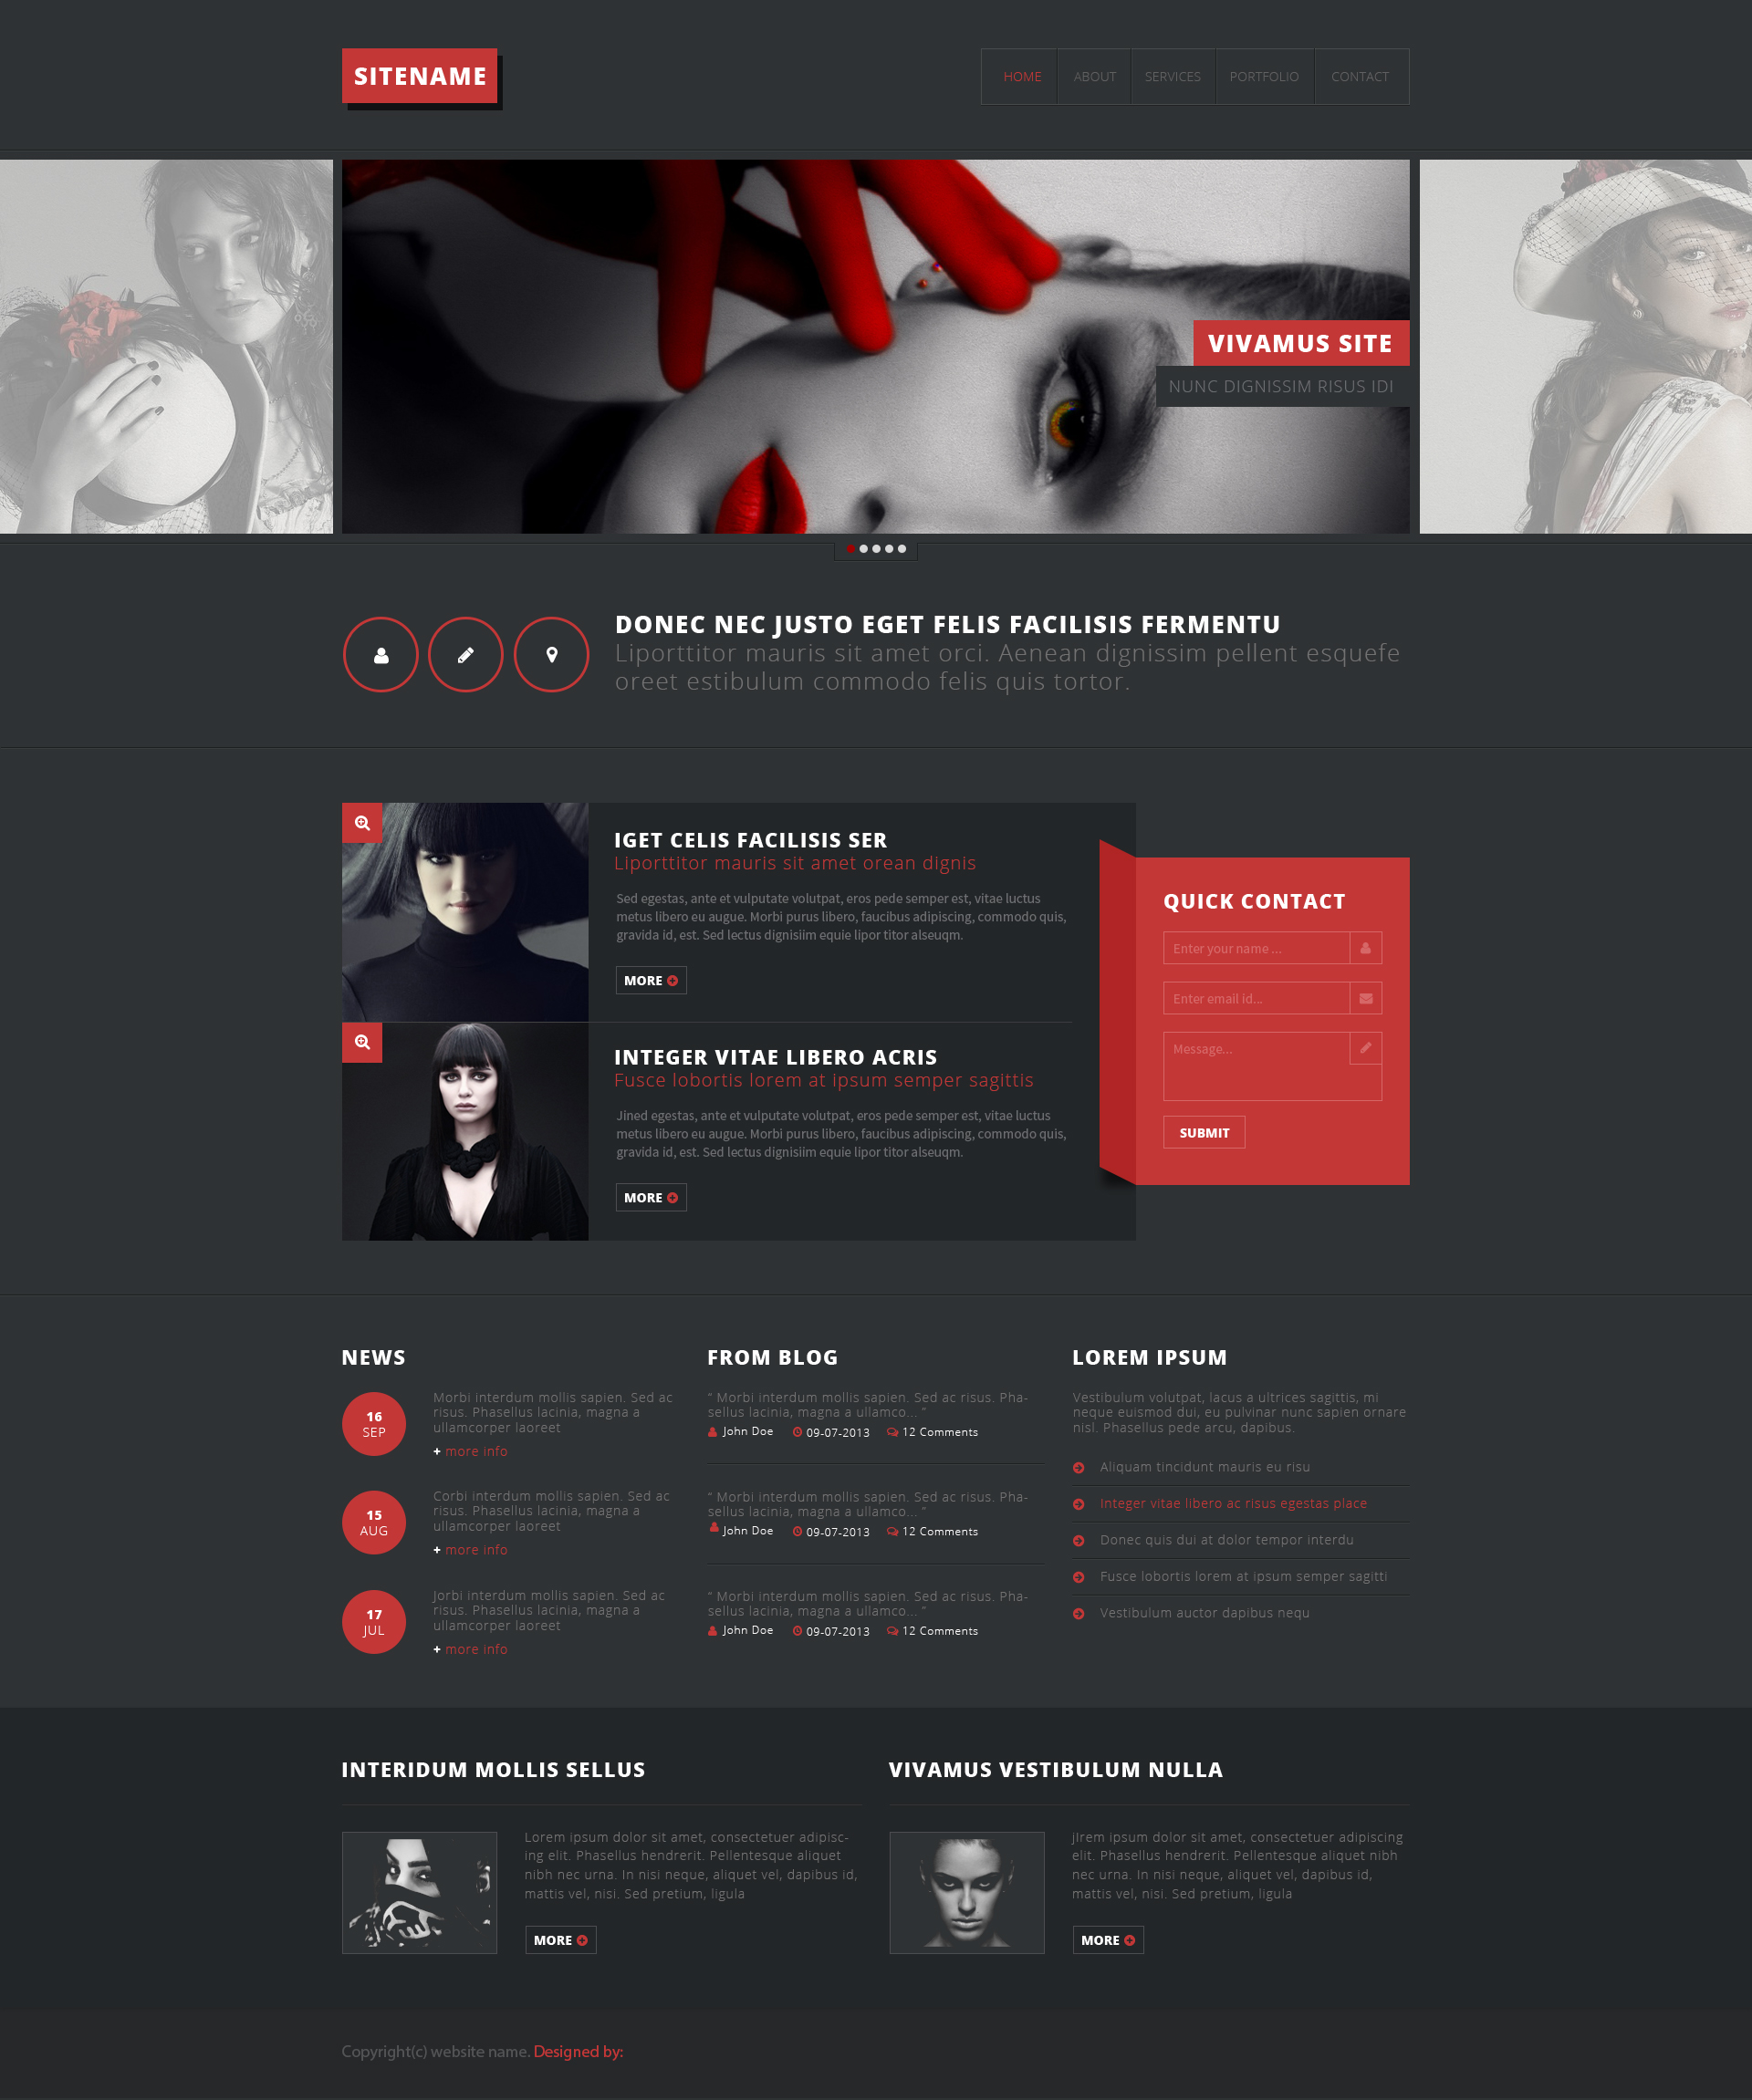 SITENAME
HOME ABOUT SERVICES PORTFOLIO CONTACT
VIVAMUS SITE
NUNC DIGNISSIM RISUS IDI
DONEC NEC JUSTO EGET FELIS FACILISIS FERMENTU
Liporttitor mauris sit amet orci. Aenean dignissim pellent esquefe
oreet estibulum commodo felis quis tortor.
IGET CELIS FACILISIS SER
Liporttitor mauris sit amet orean dignis
Sed egestas, ante et vulputate volutpat, eros pede semper est, vitae luctus
metus libero eu augue. Morbi purus libero, faucibus adipiscing, commodo quis,
gravida id, est. Sed lectus dignisiim equie lipor titor alseuqm.
MORE
INTEGER VITAE LIBERO ACRIS
Fusce lobortis lorem at ipsum semper sagittis
Jined egestas, ante et vulputate volutpat, eros pede semper est, vitae luctus
metus libero eu augue. Morbi purus libero, faucibus adipiscing, commodo quis,
gravida id, est. Sed lectus dignisiim equie lipor titor alseuqm.
MORE
QUICK CONTACT
Enter your name ...
Enter email id...
Message...
SUBMIT
NEWS
16
SEP
Morbi interdum mollis sapien. Sed ac
risus. Phasellus lacinia, magna a
ullamcorper laoreet
+ more info
15
AUG
Corbi interdum mollis sapien. Sed ac
risus. Phasellus lacinia, magna a
ullamcorper laoreet
+ more info
17
JUL
Jorbi interdum mollis sapien. Sed ac
risus. Phasellus lacinia, magna a
ullamcorper laoreet
+ more info
FROM BLOG
“ Morbi interdum mollis sapien. Sed ac risus. Pha-
sellus lacinia, magna a ullamco... ”
John Doe 09-07-2013 12 Comments
“ Morbi interdum mollis sapien. Sed ac risus. Pha-
sellus lacinia, magna a ullamco... ”
John Doe 09-07-2013 12 Comments
“ Morbi interdum mollis sapien. Sed ac risus. Pha-
sellus lacinia, magna a ullamco... ”
John Doe 09-07-2013 12 Comments
LOREM IPSUM
Vestibulum volutpat, lacus a ultrices sagittis, mi
neque euismod dui, eu pulvinar nunc sapien ornare
nisl. Phasellus pede arcu, dapibus.
Aliquam tincidunt mauris eu risu
Integer vitae libero ac risus egestas place
Donec quis dui at dolor tempor interdu
Fusce lobortis lorem at ipsum semper sagitti
Vestibulum auctor dapibus nequ
INTERIDUM MOLLIS SELLUS
Lorem ipsum dolor sit amet, consectetuer adipisc-
ing elit. Phasellus hendrerit. Pellentesque aliquet
nibh nec urna. In nisi neque, aliquet vel, dapibus id,
mattis vel, nisi. Sed pretium, ligula
MORE
VIVAMUS VESTIBULUM NULLA
jIrem ipsum dolor sit amet, consectetuer adipiscing
elit. Phasellus hendrerit. Pellentesque aliquet nibh
nec urna. In nisi neque, aliquet vel, dapibus id,
mattis vel, nisi. Sed pretium, ligula
MORE
Copyright(c) website name. Designed by: